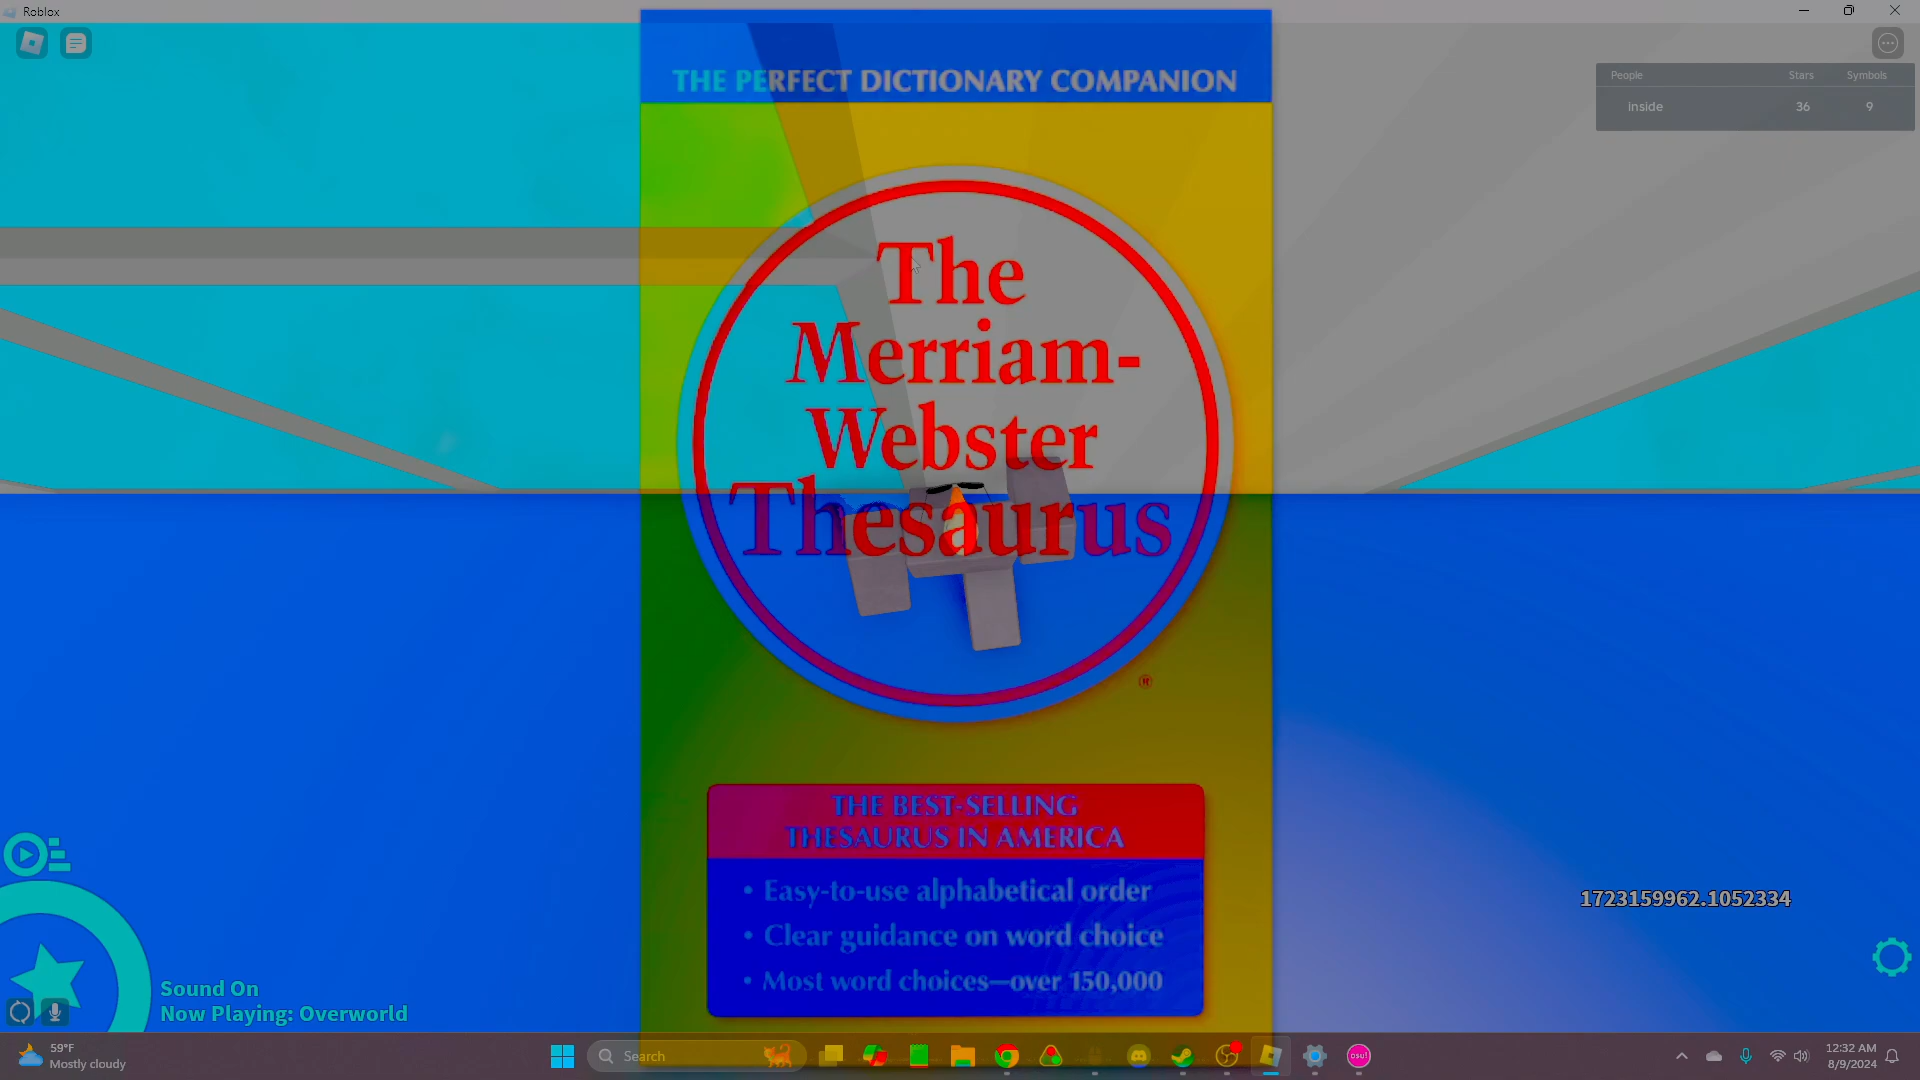 Roblox
People Stars Symbols
inside 36 9
THE PERFECT DICTIONARY COMPANION
The
Merriam-
Webster
Thesaurus
®
THE BEST-SELLING
THESAURUS IN AMERICA
• Easy-to-use alphabetical order
• Clear guidance on word choice
• Most word choices—over 150,000
1723159962.1052334
Sound On
Now Playing: Overworld
59°F
Mostly cloudy
Search
osu!
12:32 AM
8/9/2024